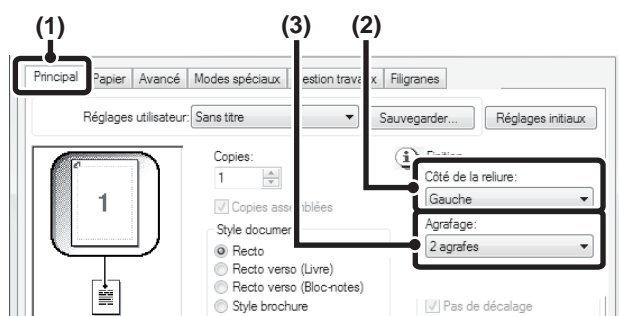 (1) (3) (2)
Principal Papier Avancé Modes spéciaux Gestion travaux Filigranes
Réglages utilisateur: Sans titre Sauvegarder... Réglages initiaux
Copies:
1
Copies assemblées
Finition
Côté de la reliure:
Gauche
Agrafage:
2 agrafes
Pas de décalage
Style document
Recto
Recto verso (Livre)
Recto verso (Bloc-notes)
Style brochure
1